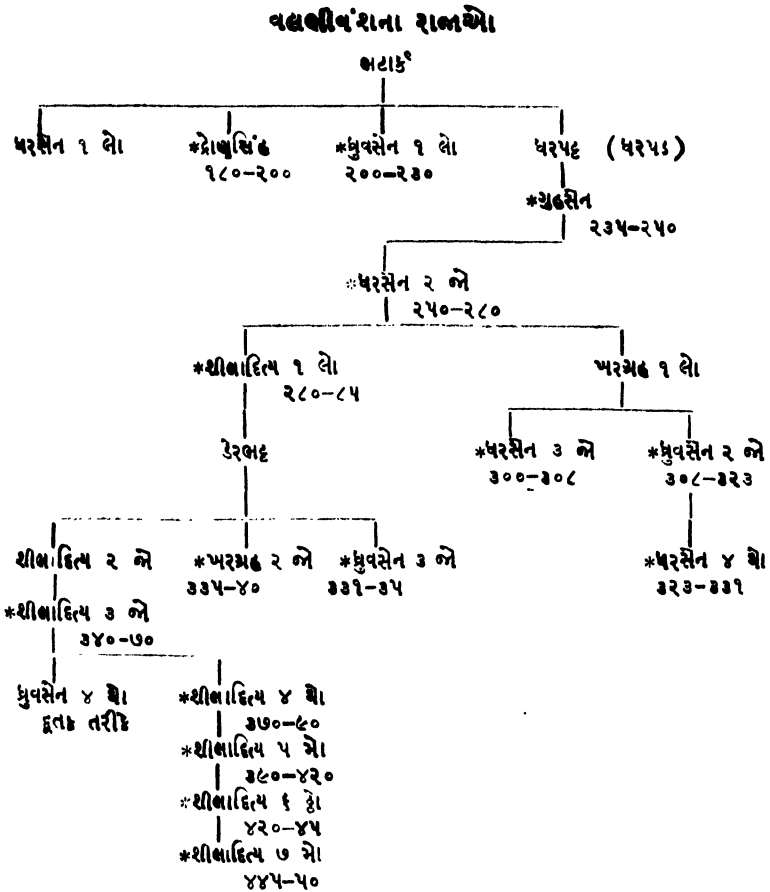 વલભીવંશના રાજાઓ
ભટાર્ક૧
ધરસેન ૧ લો *દ્રોણસિંહ *ધ્રુવસેન ૧ લો ધરપટ્ટ (ધરપડ)
૧૮૦–૨૦૦ ૨૦૦–૨૩૦
*ગુહસેન
૨૩૫–૨૫૦
*ધરસેન ૨ જો
૨૫૦–૨૮૦
*શીલાદિત્ય ૧ લો ખરગ્રહ ૧ લો
૨૮૦–૮૫
ડેરભટ્ટ *ધરસેન ૩ જો *ધ્રુવસેન ૨ જો
૩૦૦–૩૦૮ ૩૦૮–૩૨૩
શીલાદિત્ય ૨ જો *ખરગ્રહ ૨ જો *ધ્રુવસેન ૩ જો *ધરસેન ૪ થો
૩૩૫–૪૦ ૩૩૧–૩૫ ૩૨૩–૩૩૧
*શીલાદિત્ય ૩ જો
૩૪૦–૭૦
ધ્રુવસેન ૪ થો *શીલાદિત્ય ૪ થો
દૂતક તરીકે ૩૭૦–૯૦
*શીલાદિત્ય ૫ મો
૩૯૦–૪૨૦
*શીલાદિત્ય ૬ ઠ્ઠો
૪૨૦–૪૫
*શીલાદિત્ય ૭ મો
૪૪૫–૫૦